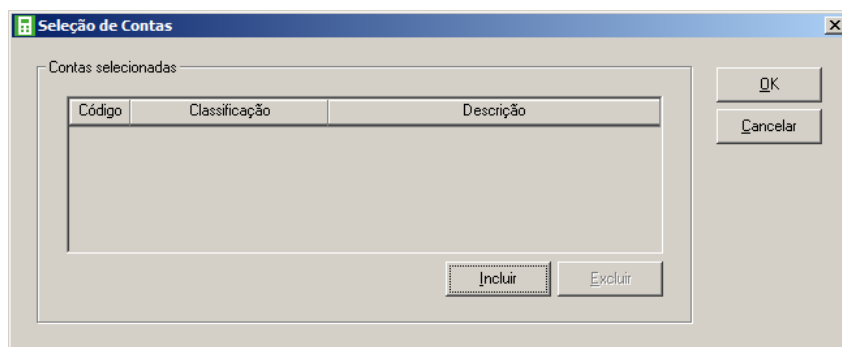 Seleção de Contas
Contas selecionadas
Código Classificação Descrição
OK
Cancelar
Incluir Excluir